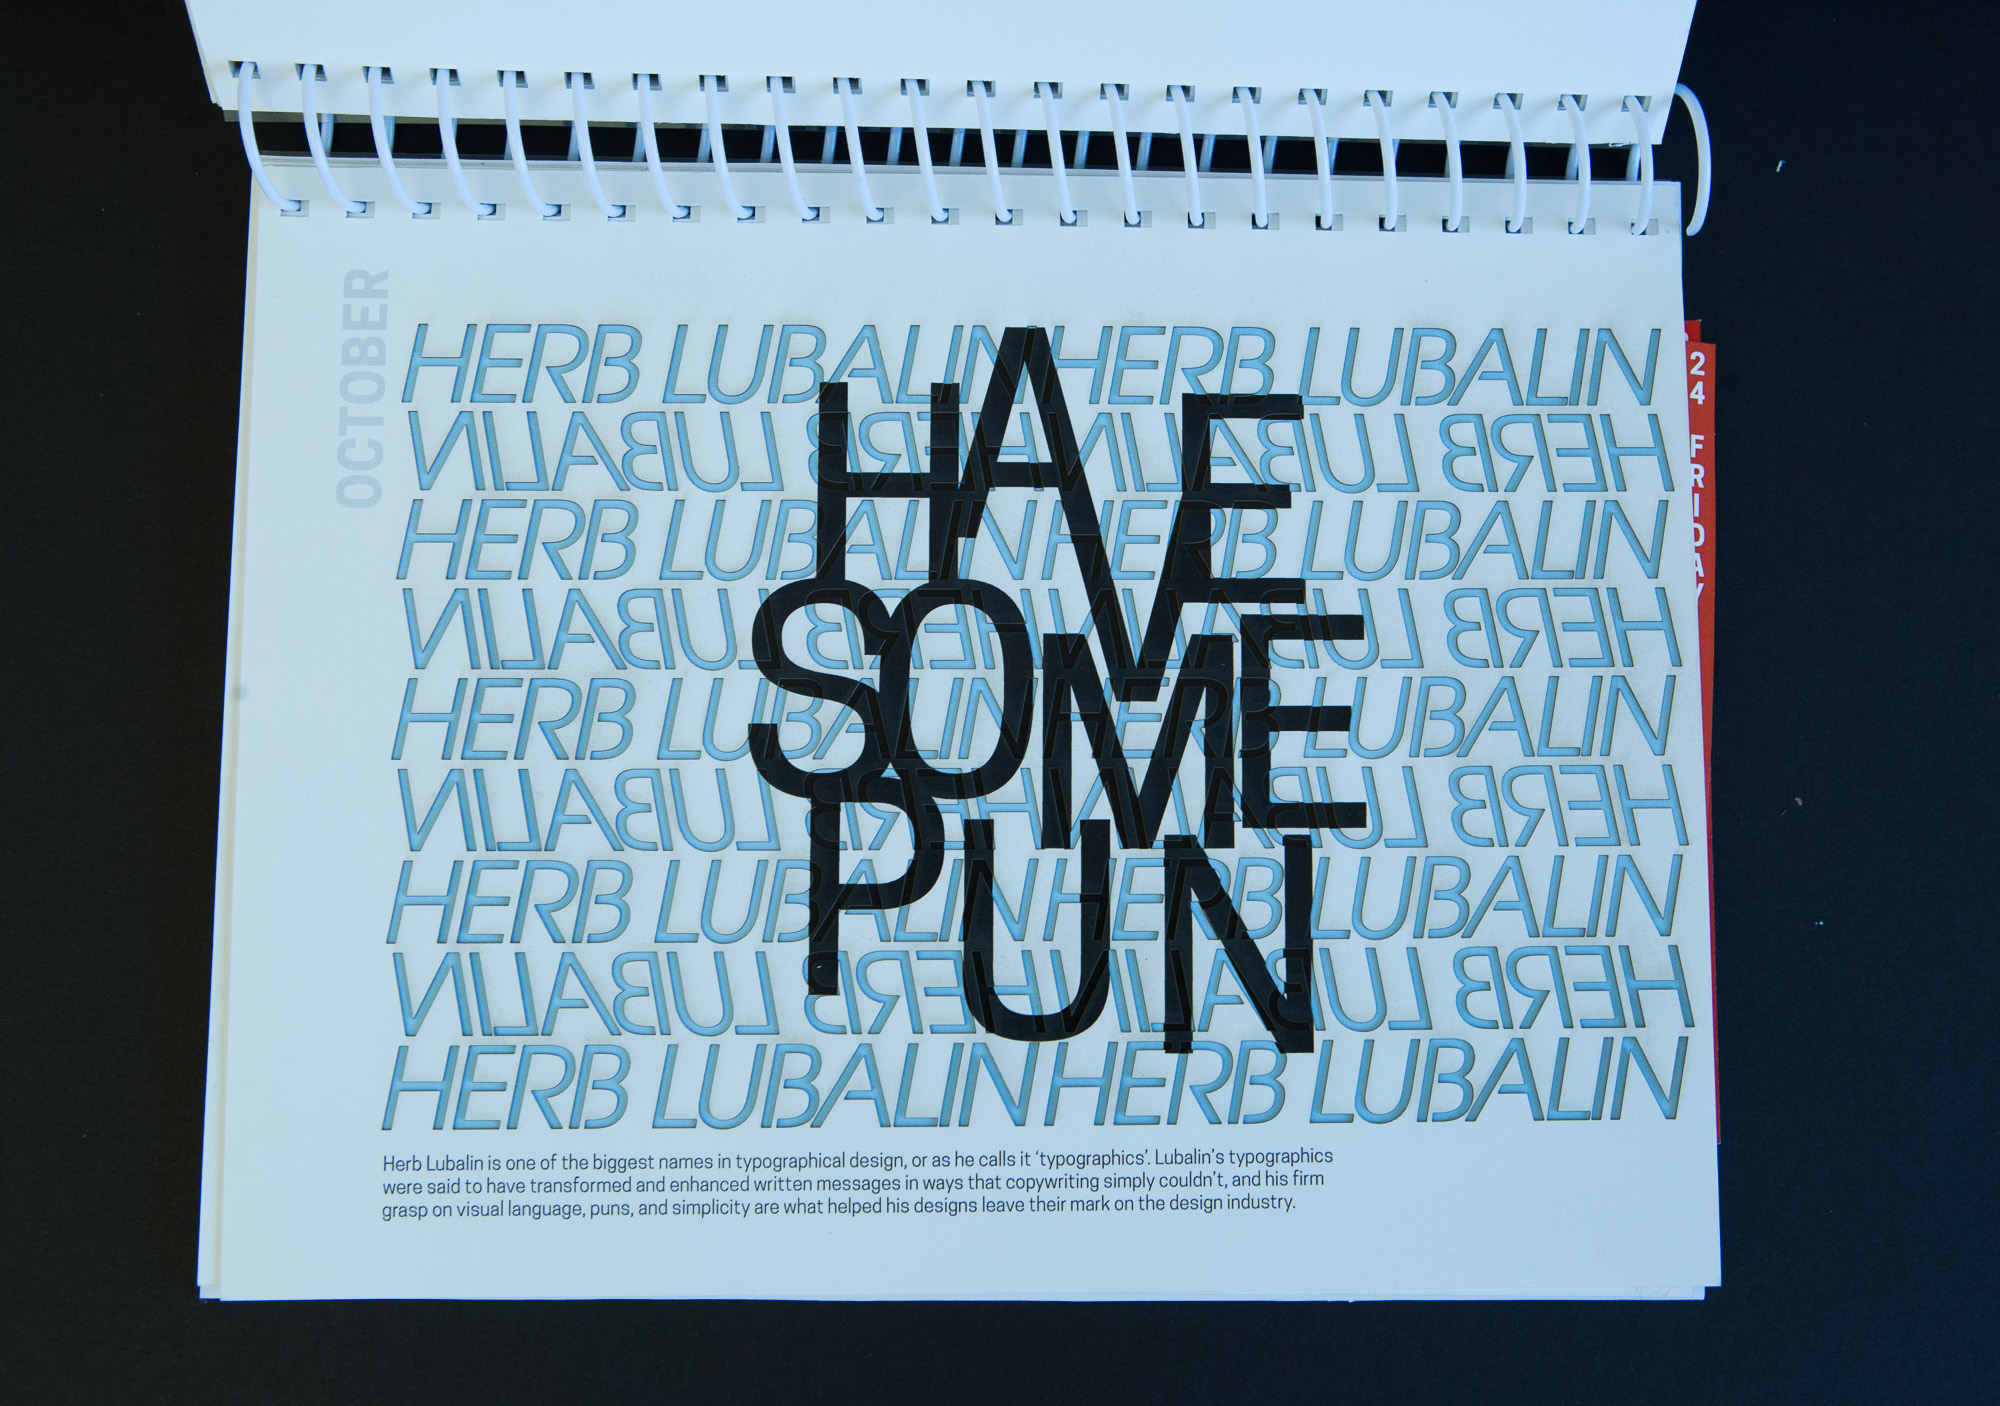 OCTOBER
HERB LUBALIN HERB LUBALIN
HERB LUBALIN HERB LUBALIN
HERB LUBALIN HERB LUBALIN
HERB LUBALIN HERB LUBALIN
HERB LUBALIN HERB LUBALIN
HERB LUBALIN HERB LUBALIN
HERB LUBALIN HERB LUBALIN
HERB LUBALIN HERB LUBALIN
HERB LUBALIN HERB LUBALIN
HAVE
SOME
PUN
Herb Lubalin is one of the biggest names in typographical design, or as he calls it ‘typographics’. Lubalin’s typographics
were said to have transformed and enhanced written messages in ways that copywriting simply couldn’t, and his firm
grasp on visual language, puns, and simplicity are what helped his designs leave their mark on the design industry.
24 FRIDAY